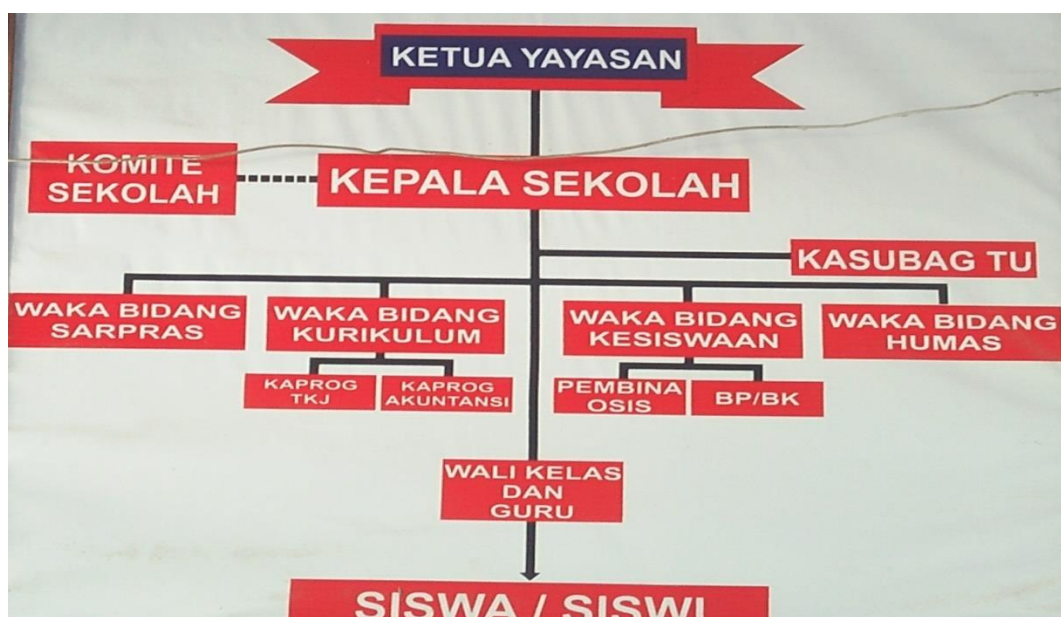 KETUA YAYASAN
KOMITE
SEKOLAH
KEPALA SEKOLAH
KASUBAG TU
WAKA BIDANG
SARPRAS
WAKA BIDANG
KURIKULUM
WAKA BIDANG
KESISWAAN
WAKA BIDANG
HUMAS
KAPROG
TKJ
KAPROG
AKUNTANSI
PEMBINA
OSIS
BP/BK
WALI KELAS
DAN
GURU
SISWA / SISWI